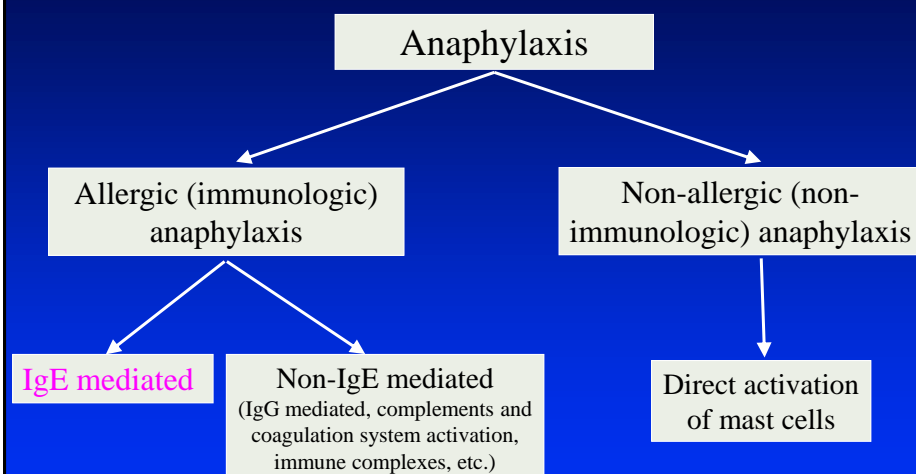 Anaphylaxis
Allergic (immunologic)
anaphylaxis
Non-allergic (non-
immunologic) anaphylaxis
IgE mediated
Non-IgE mediated
(IgG mediated, complements and
coagulation system activation,
immune complexes, etc.)
Direct activation
of mast cells